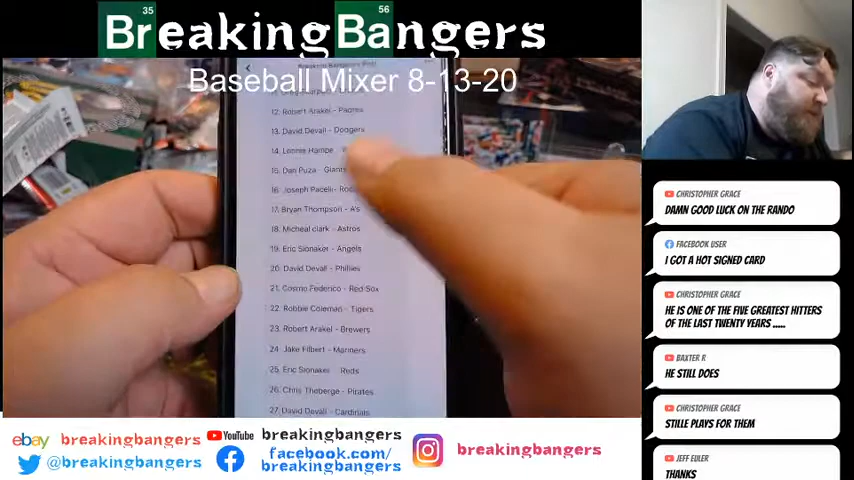 35
56
BreakingBangers
Baseball Mixer 8-13-20
12: Robert Arakel - Padres
13: David Devall - Dodgers
14: Lonnie Hampe
15: Dan Puza - Giants
16: Joseph Paceli -
17: Bryan Thompson - A's
18: Micheal clark - Astros
19: Eric Slonaker - Angels
20: David Devall - Phillies
21: Cosmo Federico - Red Sox
22: Robbie Coleman - Tigers
23: Robert Arakel - Brewers
24: Jake Filbert - Mariners
25: Eric Slonaker Reds
26: Chris Theberge - Pirates
27: David Devall - Cardinals
CHRISTOPHER GRACE
DAMN GOOD LUCK ON THE RANDO
FACEBOOK USER
I GOT A HOT SIGNED CARD
CHRISTOPHER GRACE
HE IS ONE OF THE FIVE GREATEST HITTERS
OF THE LAST TWENTY YEARS .....
BAXTER R
HE STILL DOES
CHRISTOPHER GRACE
STILLE PLAYS FOR THEM
JEFF EULER
THANKS
ebay breakingbangers
YouTube breakingbangers
@breakingbangers
facebook.com/
breakingbangers
breakingbangers